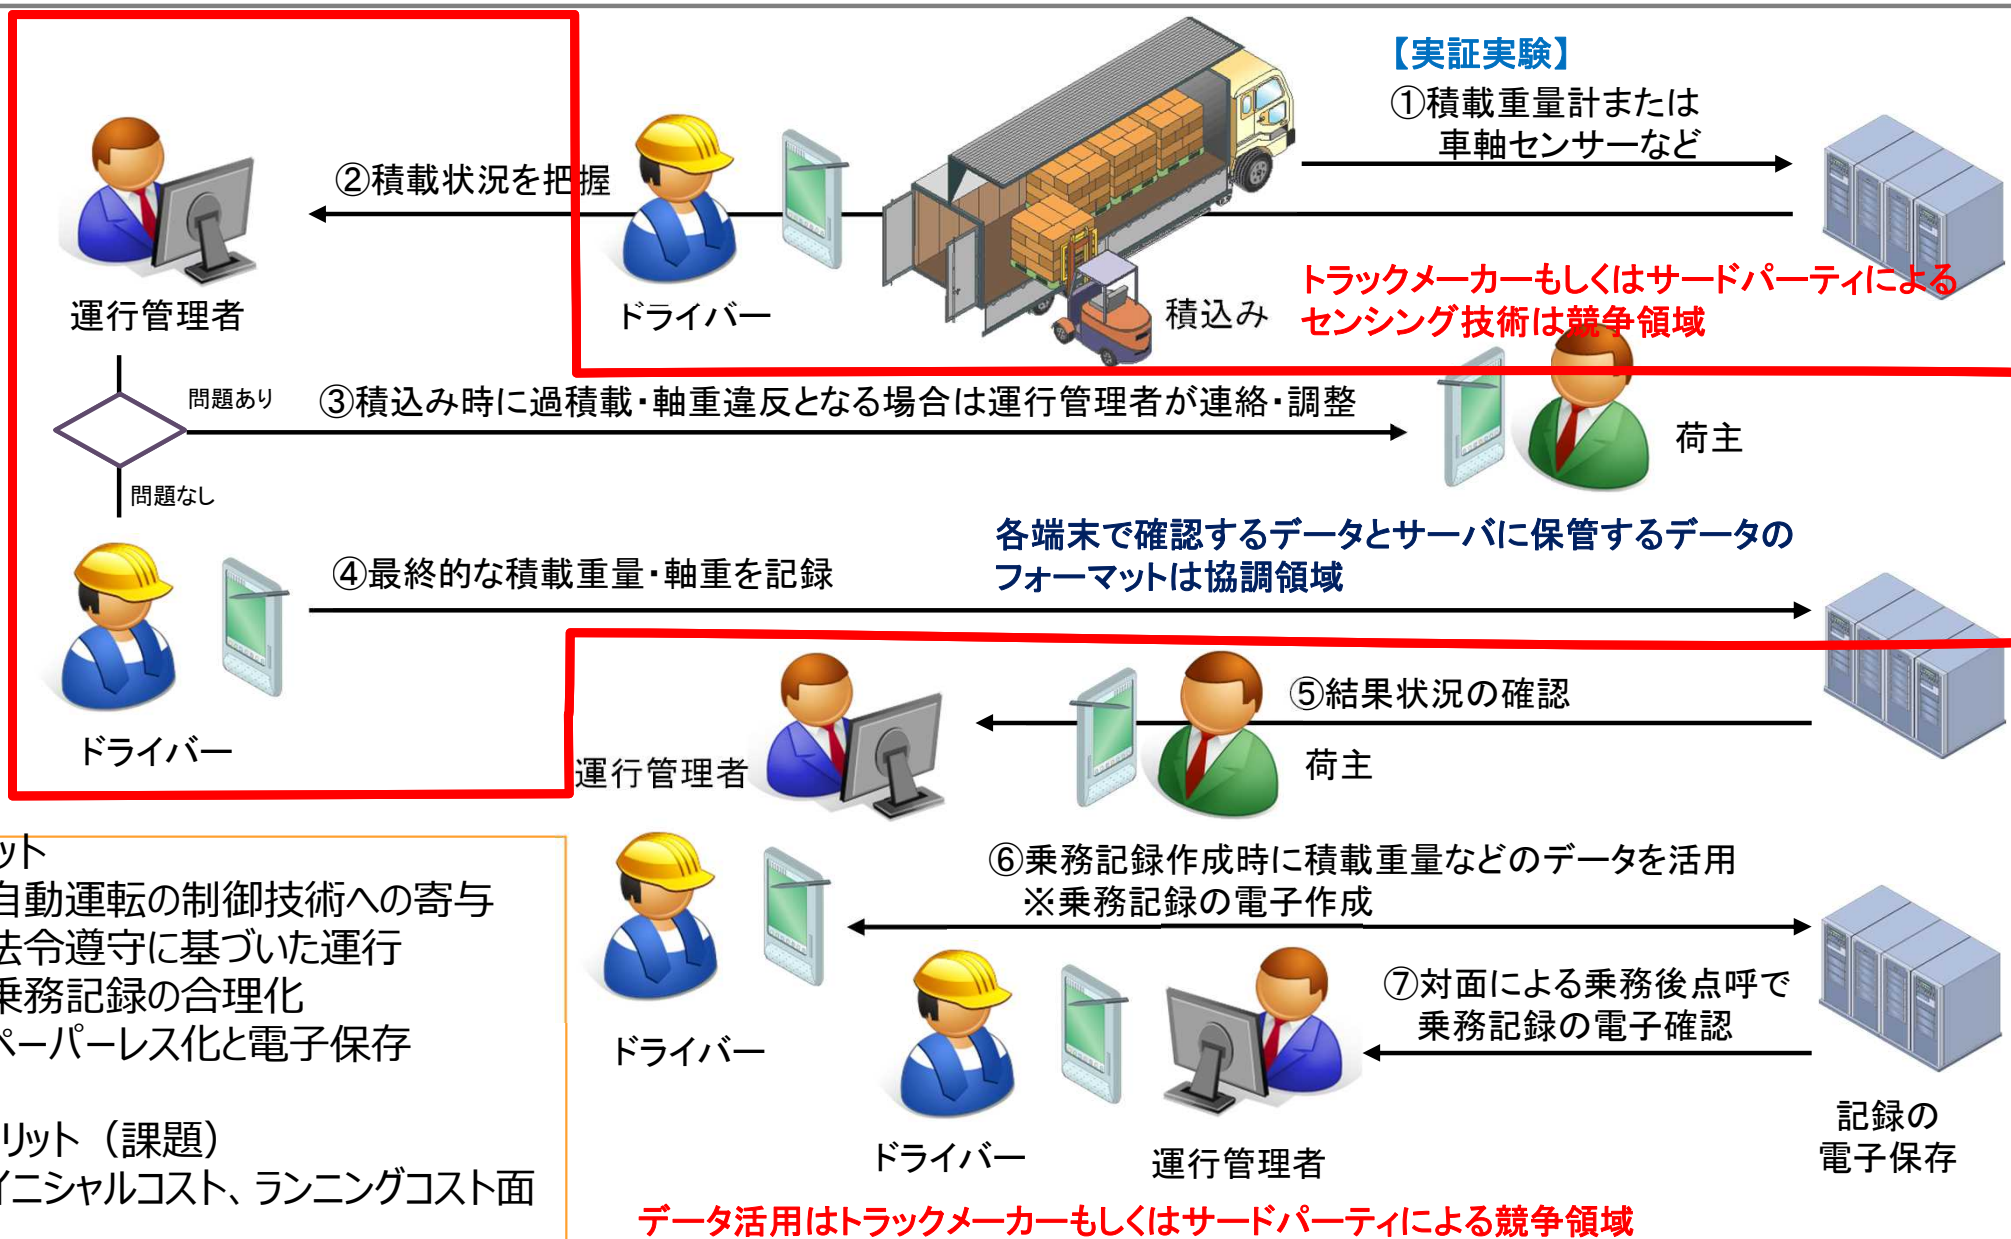 【実証実験】
①積載重量計または
車軸センサーなど
②積載状況を把握
運行管理者
ドライバー
積込み
トラックメーカーもしくはサードパーティによる
センシング技術は競争領域
問題あり
③積込み時に過積載・軸重違反となる場合は運行管理者が連絡・調整
荷主
問題なし
各端末で確認するデータとサーバに保管するデータの
フォーマットは協調領域
④最終的な積載重量・軸重を記録
ドライバー
⑤結果状況の確認
運行管理者
荷主
ット
自動運転の制御技術への寄与
法令遵守に基づいた運行
乗務記録の合理化
ペーパーレス化と電子保存
リット（課題）
イニシャルコスト、ランニングコスト面
⑥乗務記録作成時に積載重量などのデータを活用
※乗務記録の電子作成
ドライバー
⑦対面による乗務後点呼で
乗務記録の電子確認
ドライバー
運行管理者
記録の
電子保存
データ活用はトラックメーカーもしくはサードパーティによる競争領域